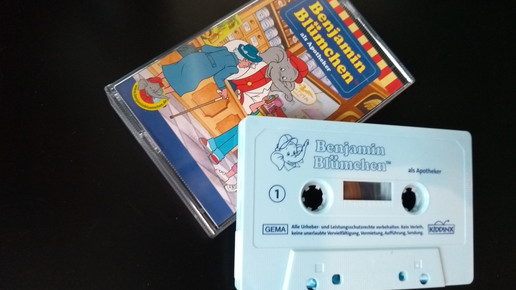 Benjamin
Blümchen
als Apotheker
Benjamin
Blümchen™
als Apotheker
1
GEMA
Alle Urheber- und Leistungsschutzrechte vorbehalten. Kein Verleih,
keine unerlaubte Vervielfältigung, Vermietung, Aufführung, Sendung
KIDDINX